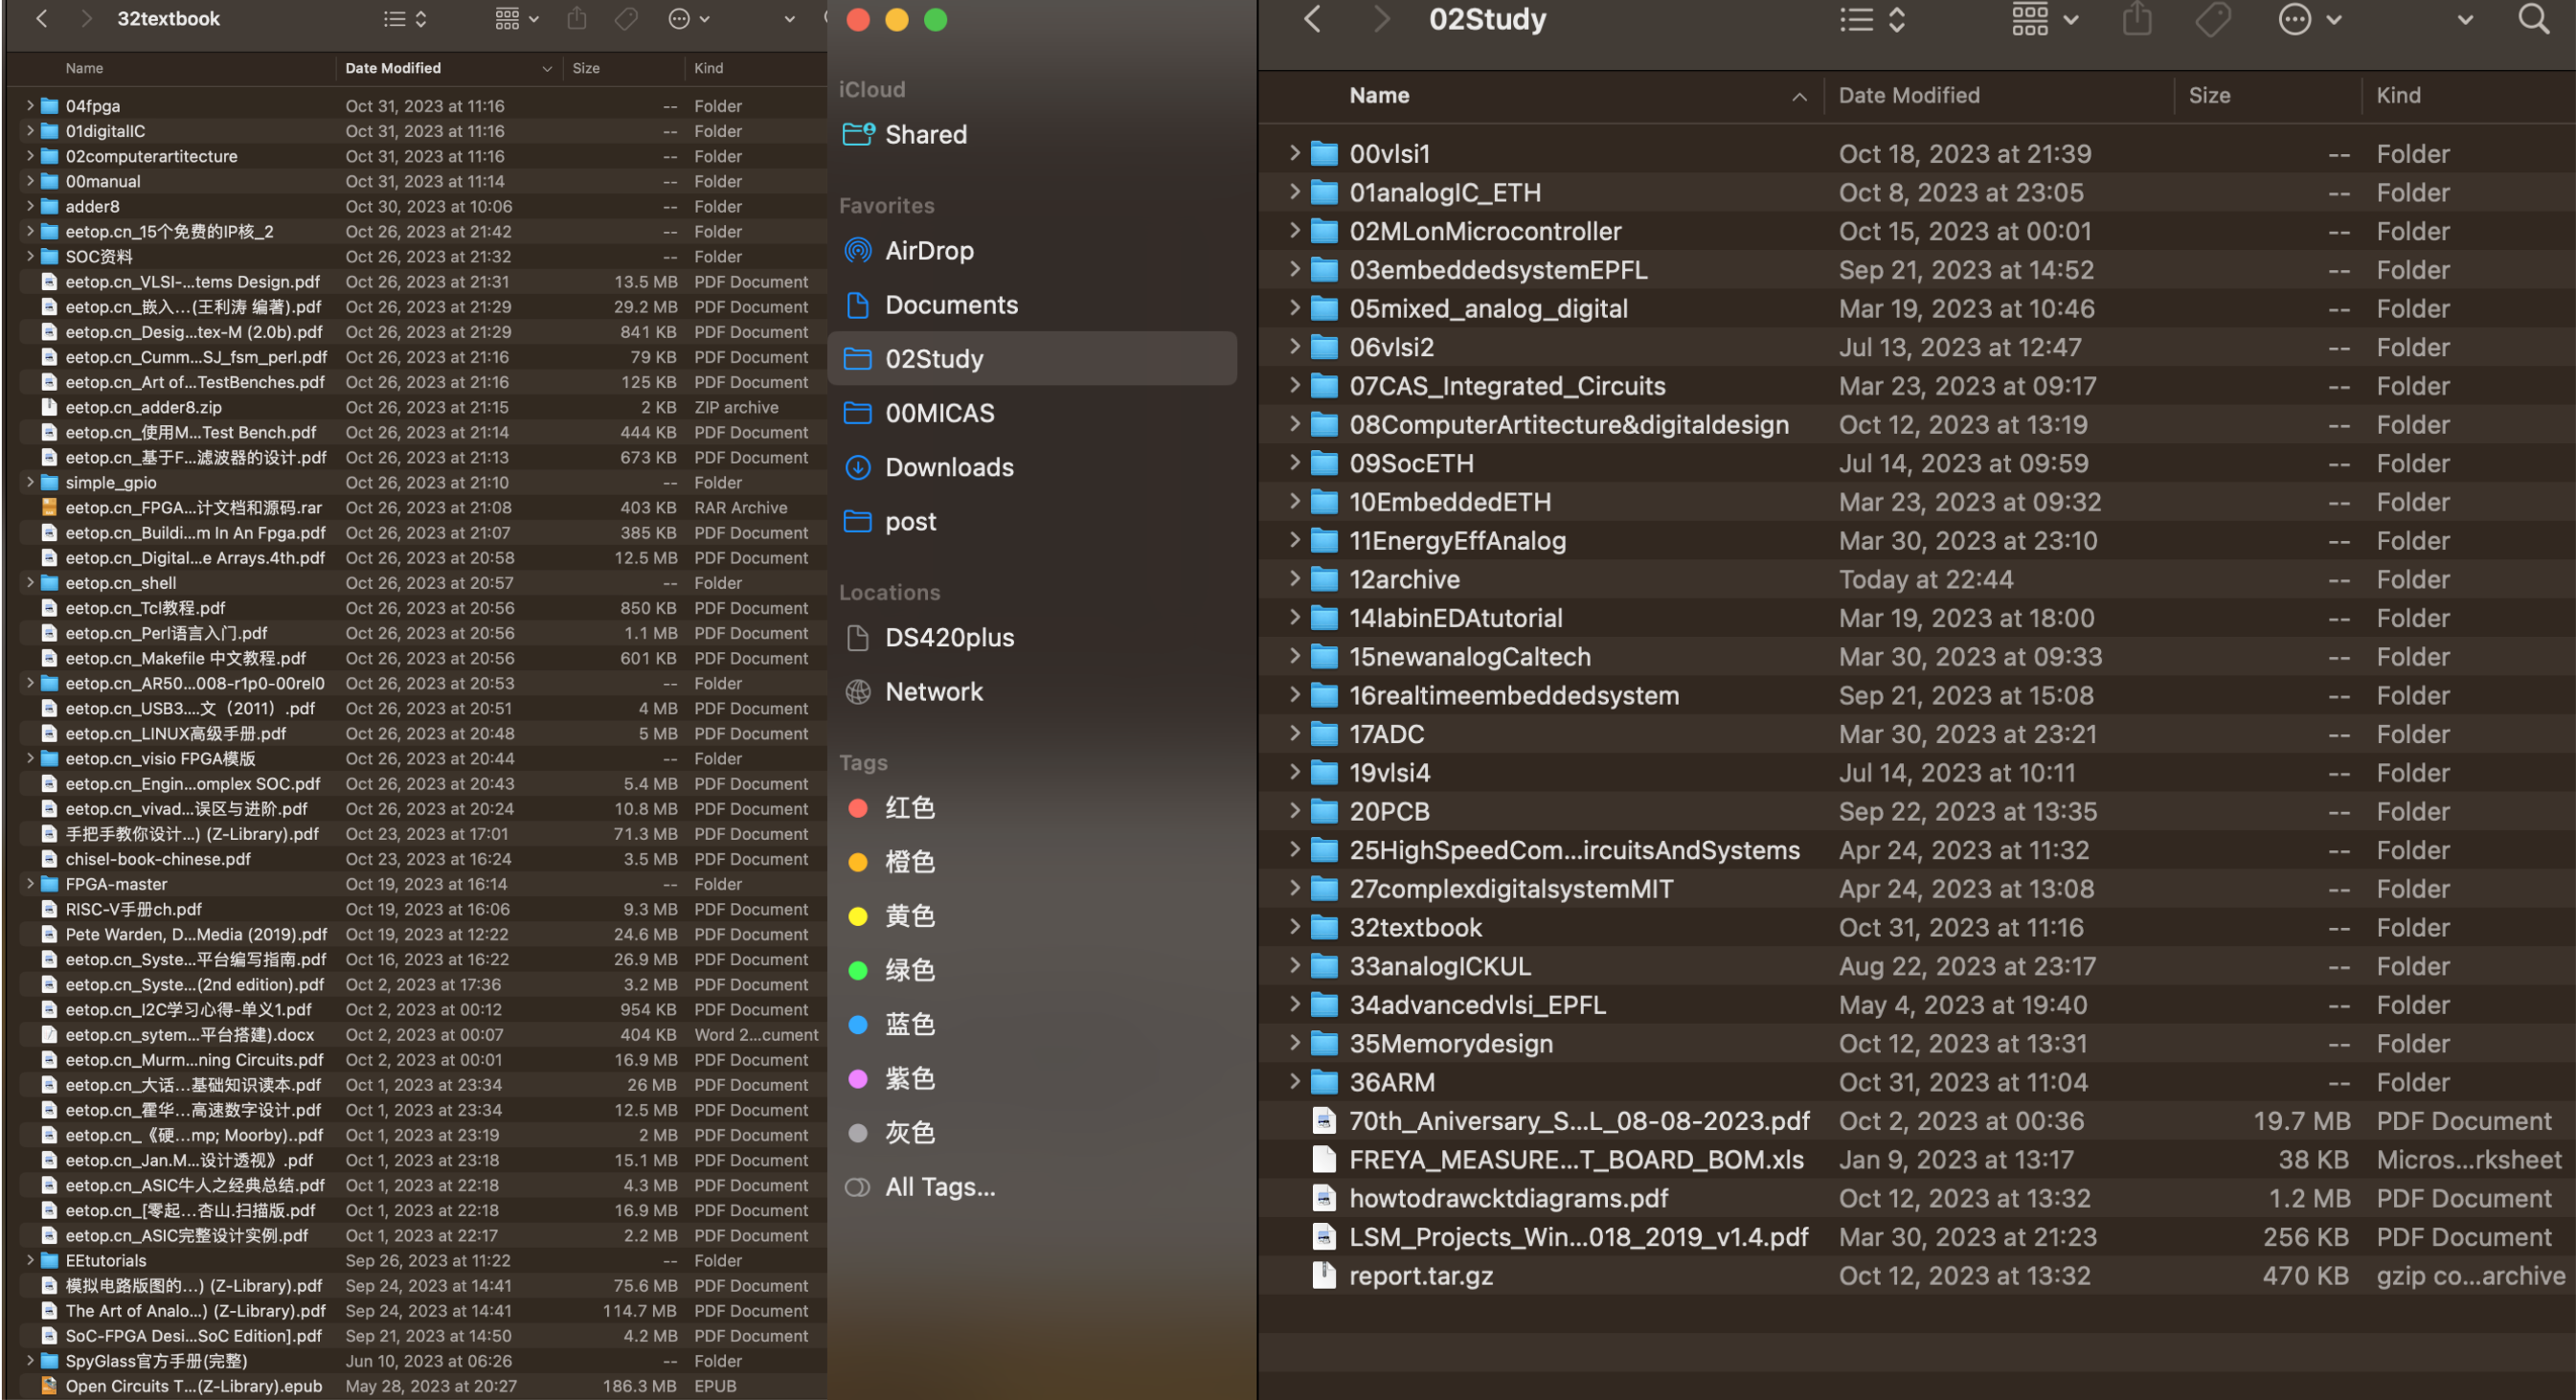 32textbook
Name Date Modified Size Kind
04fpga Oct 31, 2023 at 11:16 -- Folder
01digitalIC Oct 31, 2023 at 11:16 -- Folder
02computerartitecture Oct 31, 2023 at 11:16 -- Folder
00manual Oct 31, 2023 at 11:14 -- Folder
adder8 Oct 30, 2023 at 10:06 -- Folder
eetop.cn_15个免费的IP核_2 Oct 26, 2023 at 21:42 -- Folder
SOC资料 Oct 26, 2023 at 21:32 -- Folder
eetop.cn_VLSI-...tems Design.pdf Oct 26, 2023 at 21:31 13.5 MB PDF Document
eetop.cn_嵌入...(王利涛 编著).pdf Oct 26, 2023 at 21:29 29.2 MB PDF Document
eetop.cn_Desig...tex-M (2.0b).pdf Oct 26, 2023 at 21:29 841 KB PDF Document
eetop.cn_Cumm...SJ_fsm_perl.pdf Oct 26, 2023 at 21:16 79 KB PDF Document
eetop.cn_Art of...TestBenches.pdf Oct 26, 2023 at 21:16 125 KB PDF Document
eetop.cn_adder8.zip Oct 26, 2023 at 21:15 2 KB ZIP archive
eetop.cn_使用M...Test Bench.pdf Oct 26, 2023 at 21:14 444 KB PDF Document
eetop.cn_基于F...滤波器的设计.pdf Oct 26, 2023 at 21:13 673 KB PDF Document
simple_gpio Oct 26, 2023 at 21:10 -- Folder
eetop.cn_FPGA...计文档和源码.rar Oct 26, 2023 at 21:08 403 KB RAR Archive
eetop.cn_Buildi...m In An Fpga.pdf Oct 26, 2023 at 21:07 385 KB PDF Document
eetop.cn_Digital...e Arrays.4th.pdf Oct 26, 2023 at 20:58 12.5 MB PDF Document
eetop.cn_shell Oct 26, 2023 at 20:57 -- Folder
eetop.cn_Tcl教程.pdf Oct 26, 2023 at 20:56 850 KB PDF Document
eetop.cn_Perl语言入门.pdf Oct 26, 2023 at 20:56 1.1 MB PDF Document
eetop.cn_Makefile 中文教程.pdf Oct 26, 2023 at 20:56 601 KB PDF Document
eetop.cn_AR50...008-r1p0-00rel0 Oct 26, 2023 at 20:53 -- Folder
eetop.cn_USB3....文（2011）.pdf Oct 26, 2023 at 20:51 4 MB PDF Document
eetop.cn_LINUX高级手册.pdf Oct 26, 2023 at 20:48 5 MB PDF Document
eetop.cn_visio FPGA模版 Oct 26, 2023 at 20:44 -- Folder
eetop.cn_Engin...omplex SOC.pdf Oct 26, 2023 at 20:43 5.4 MB PDF Document
eetop.cn_vivad...误区与进阶.pdf Oct 26, 2023 at 20:24 10.8 MB PDF Document
手把手教你设计...) (Z-Library).pdf Oct 23, 2023 at 17:01 71.3 MB PDF Document
chisel-book-chinese.pdf Oct 23, 2023 at 16:24 3.5 MB PDF Document
FPGA-master Oct 19, 2023 at 16:14 -- Folder
RISC-V手册ch.pdf Oct 19, 2023 at 16:06 9.3 MB PDF Document
Pete Warden, D...Media (2019).pdf Oct 19, 2023 at 12:22 24.6 MB PDF Document
eetop.cn_Syste...平台编写指南.pdf Oct 16, 2023 at 16:22 26.9 MB PDF Document
eetop.cn_Syste...(2nd edition).pdf Oct 2, 2023 at 17:36 3.2 MB PDF Document
eetop.cn_I2C学习心得-单义1.pdf Oct 2, 2023 at 00:12 954 KB PDF Document
eetop.cn_sytem...平台搭建).docx Oct 2, 2023 at 00:07 404 KB Word 2...cument
eetop.cn_Murm...ning Circuits.pdf Oct 2, 2023 at 00:01 16.9 MB PDF Document
eetop.cn_大话...基础知识读本.pdf Oct 1, 2023 at 23:34 26 MB PDF Document
eetop.cn_霍华...高速数字设计.pdf Oct 1, 2023 at 23:34 12.5 MB PDF Document
eetop.cn_《硬...mp; Moorby)..pdf Oct 1, 2023 at 23:19 2 MB PDF Document
eetop.cn_Jan.M...设计透视》.pdf Oct 1, 2023 at 23:18 15.1 MB PDF Document
eetop.cn_ASIC牛人之经典总结.pdf Oct 1, 2023 at 22:18 4.3 MB PDF Document
eetop.cn_[零起...杏山.扫描版.pdf Oct 1, 2023 at 22:18 16.9 MB PDF Document
eetop.cn_ASIC完整设计实例.pdf Oct 1, 2023 at 22:17 2.2 MB PDF Document
EEtutorials Sep 26, 2023 at 11:22 -- Folder
模拟电路版图的...) (Z-Library).pdf Sep 24, 2023 at 14:41 75.6 MB PDF Document
The Art of Analo...) (Z-Library).pdf Sep 24, 2023 at 14:41 114.7 MB PDF Document
SoC-FPGA Desi...SoC Edition].pdf Sep 21, 2023 at 14:50 4.2 MB PDF Document
SpyGlass官方手册(完整) Jun 10, 2023 at 06:26 -- Folder
Open Circuits T...(Z-Library).epub May 28, 2023 at 20:27 186.3 MB EPUB
iCloud
Shared
Favorites
AirDrop
Documents
02Study
00MICAS
Downloads
post
Locations
DS420plus
Network
Tags
红色
橙色
黄色
绿色
蓝色
紫色
灰色
All Tags...
02Study
Name Date Modified Size Kind
00vlsi1 Oct 18, 2023 at 21:39 -- Folder
01analogIC_ETH Oct 8, 2023 at 23:05 -- Folder
02MLonMicrocontroller Oct 15, 2023 at 00:01 -- Folder
03embeddedsystemEPFL Sep 21, 2023 at 14:52 -- Folder
05mixed_analog_digital Mar 19, 2023 at 10:46 -- Folder
06vlsi2 Jul 13, 2023 at 12:47 -- Folder
07CAS_Integrated_Circuits Mar 23, 2023 at 09:17 -- Folder
08ComputerArtitecture&digitaldesign Oct 12, 2023 at 13:19 -- Folder
09SocETH Jul 14, 2023 at 09:59 -- Folder
10EmbeddedETH Mar 23, 2023 at 09:32 -- Folder
11EnergyEffAnalog Mar 30, 2023 at 23:10 -- Folder
12archive Today at 22:44 -- Folder
14labinEDAtutorial Mar 19, 2023 at 18:00 -- Folder
15newanalogCaltech Mar 30, 2023 at 09:33 -- Folder
16realtimeembeddedsystem Sep 21, 2023 at 15:08 -- Folder
17ADC Mar 30, 2023 at 23:21 -- Folder
19vlsi4 Jul 14, 2023 at 10:11 -- Folder
20PCB Sep 22, 2023 at 13:35 -- Folder
25HighSpeedCom...ircuitsAndSystems Apr 24, 2023 at 11:32 -- Folder
27complexdigitalsystemMIT Apr 24, 2023 at 13:08 -- Folder
32textbook Oct 31, 2023 at 11:16 -- Folder
33analogICKUL Aug 22, 2023 at 23:17 -- Folder
34advancedvlsi_EPFL May 4, 2023 at 19:40 -- Folder
35Memorydesign Oct 12, 2023 at 13:31 -- Folder
36ARM Oct 31, 2023 at 11:04 -- Folder
70th_Aniversary_S...L_08-08-2023.pdf Oct 2, 2023 at 00:36 19.7 MB PDF Document
FREYA_MEASURE...T_BOARD_BOM.xls Jan 9, 2023 at 13:17 38 KB Micros...rksheet
howtodrawcktdiagrams.pdf Oct 12, 2023 at 13:32 1.2 MB PDF Document
LSM_Projects_Win...018_2019_v1.4.pdf Mar 30, 2023 at 21:23 256 KB PDF Document
report.tar.gz Oct 12, 2023 at 13:32 470 KB gzip co...archive